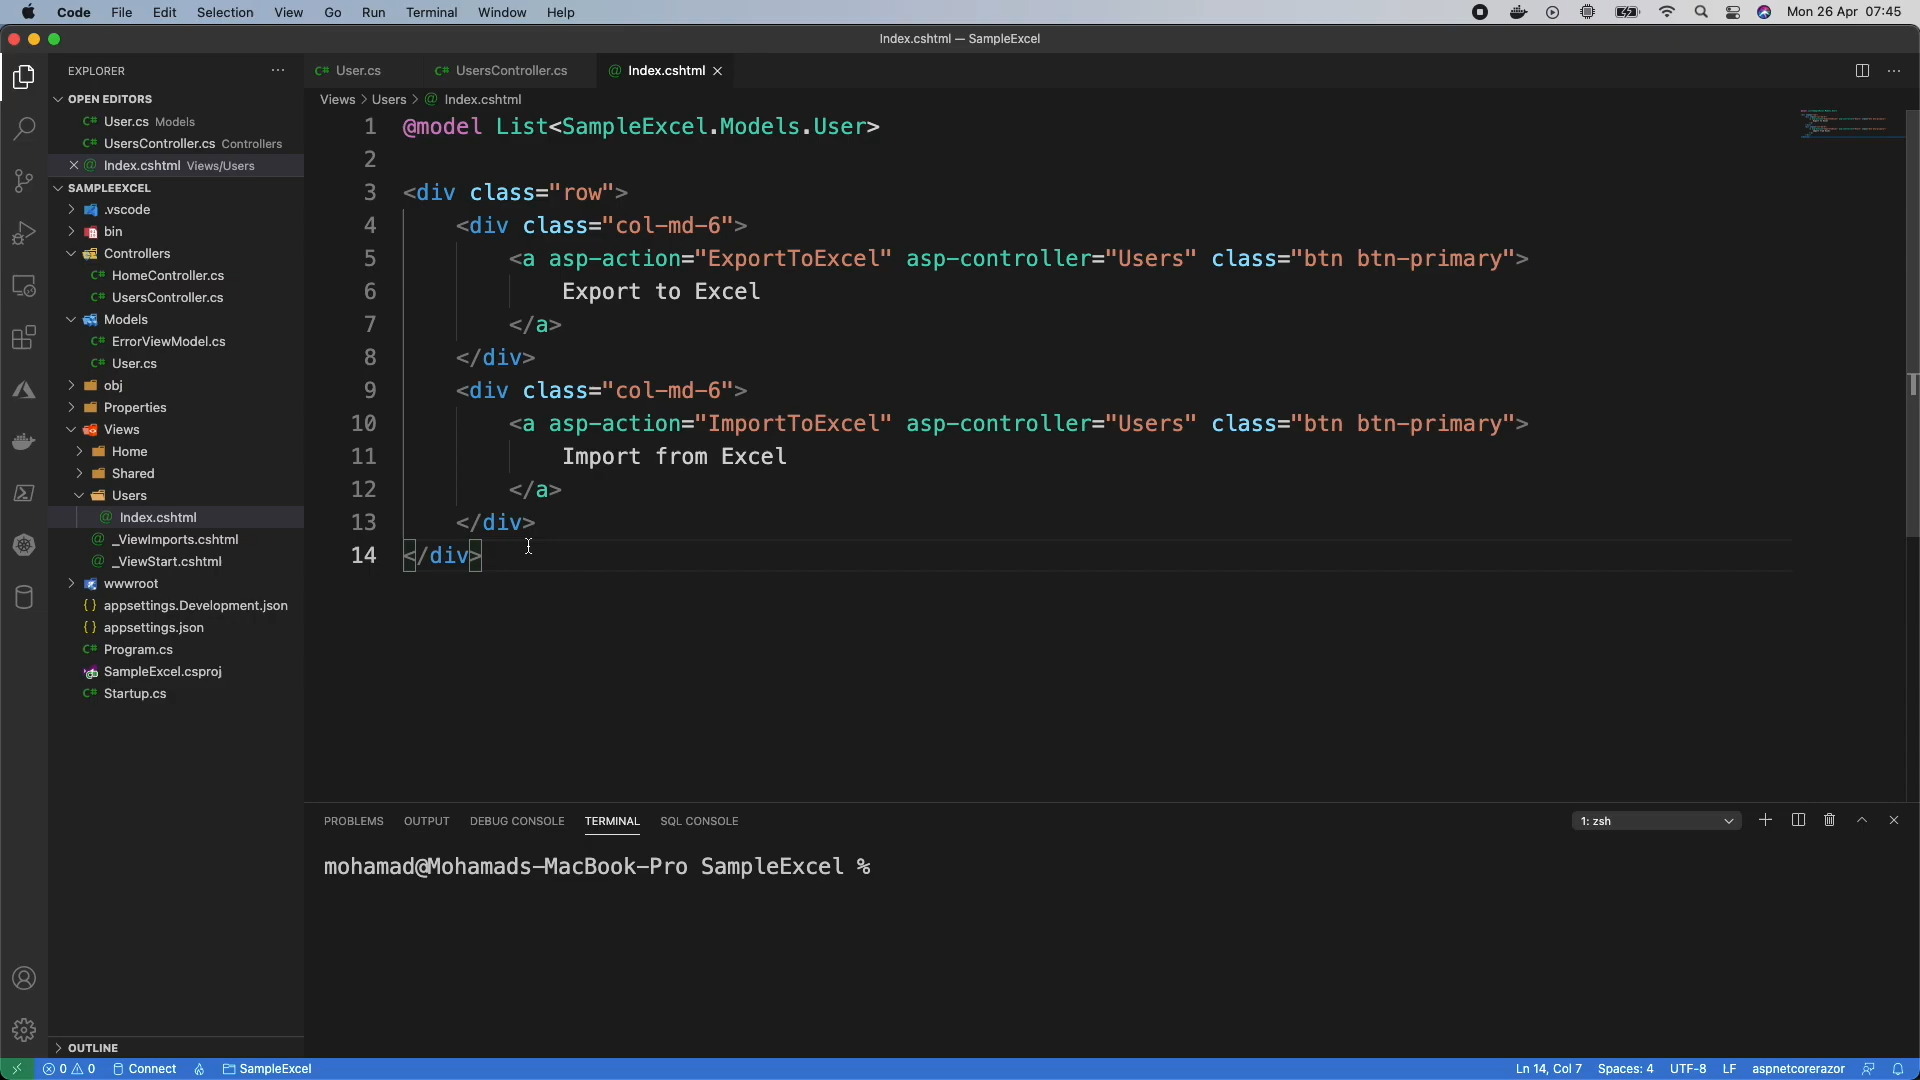 Code File Edit Selection View Go Run Terminal Window Help Mon 26 Apr 07:45
Index.cshtml — SampleExcel
EXPLORER
OPEN EDITORS
C# User.cs Models
C# UsersController.cs Controllers
@ Index.cshtml Views/Users
SAMPLEEXCEL
.vscode
bin
Controllers
C# HomeController.cs
C# UsersController.cs
Models
C# ErrorViewModel.cs
C# User.cs
obj
Properties
Views
Home
Shared
Users
@ Index.cshtml
@ _ViewImports.cshtml
@ _ViewStart.cshtml
wwwroot
{} appsettings.Development.json
{} appsettings.json
C# Program.cs
SampleExcel.csproj
C# Startup.cs
OUTLINE
C# User.cs C# UsersController.cs @ Index.cshtml
Views > Users > @ Index.cshtml
1 @model List<SampleExcel.Models.User>
2
3 <div class="row">
4 <div class="col-md-6">
5 <a asp-action="ExportToExcel" asp-controller="Users" class="btn btn-primary">
6 Export to Excel
7 </a>
8 </div>
9 <div class="col-md-6">
10 <a asp-action="ImportToExcel" asp-controller="Users" class="btn btn-primary">
11 Import from Excel
12 </a>
13 </div>
14 </div>
PROBLEMS OUTPUT DEBUG CONSOLE TERMINAL SQL CONSOLE 1: zsh
mohamad@Mohamads-MacBook-Pro SampleExcel %
0 0 Connect SampleExcel Ln 14, Col 7 Spaces: 4 UTF-8 LF aspnetcorerazor